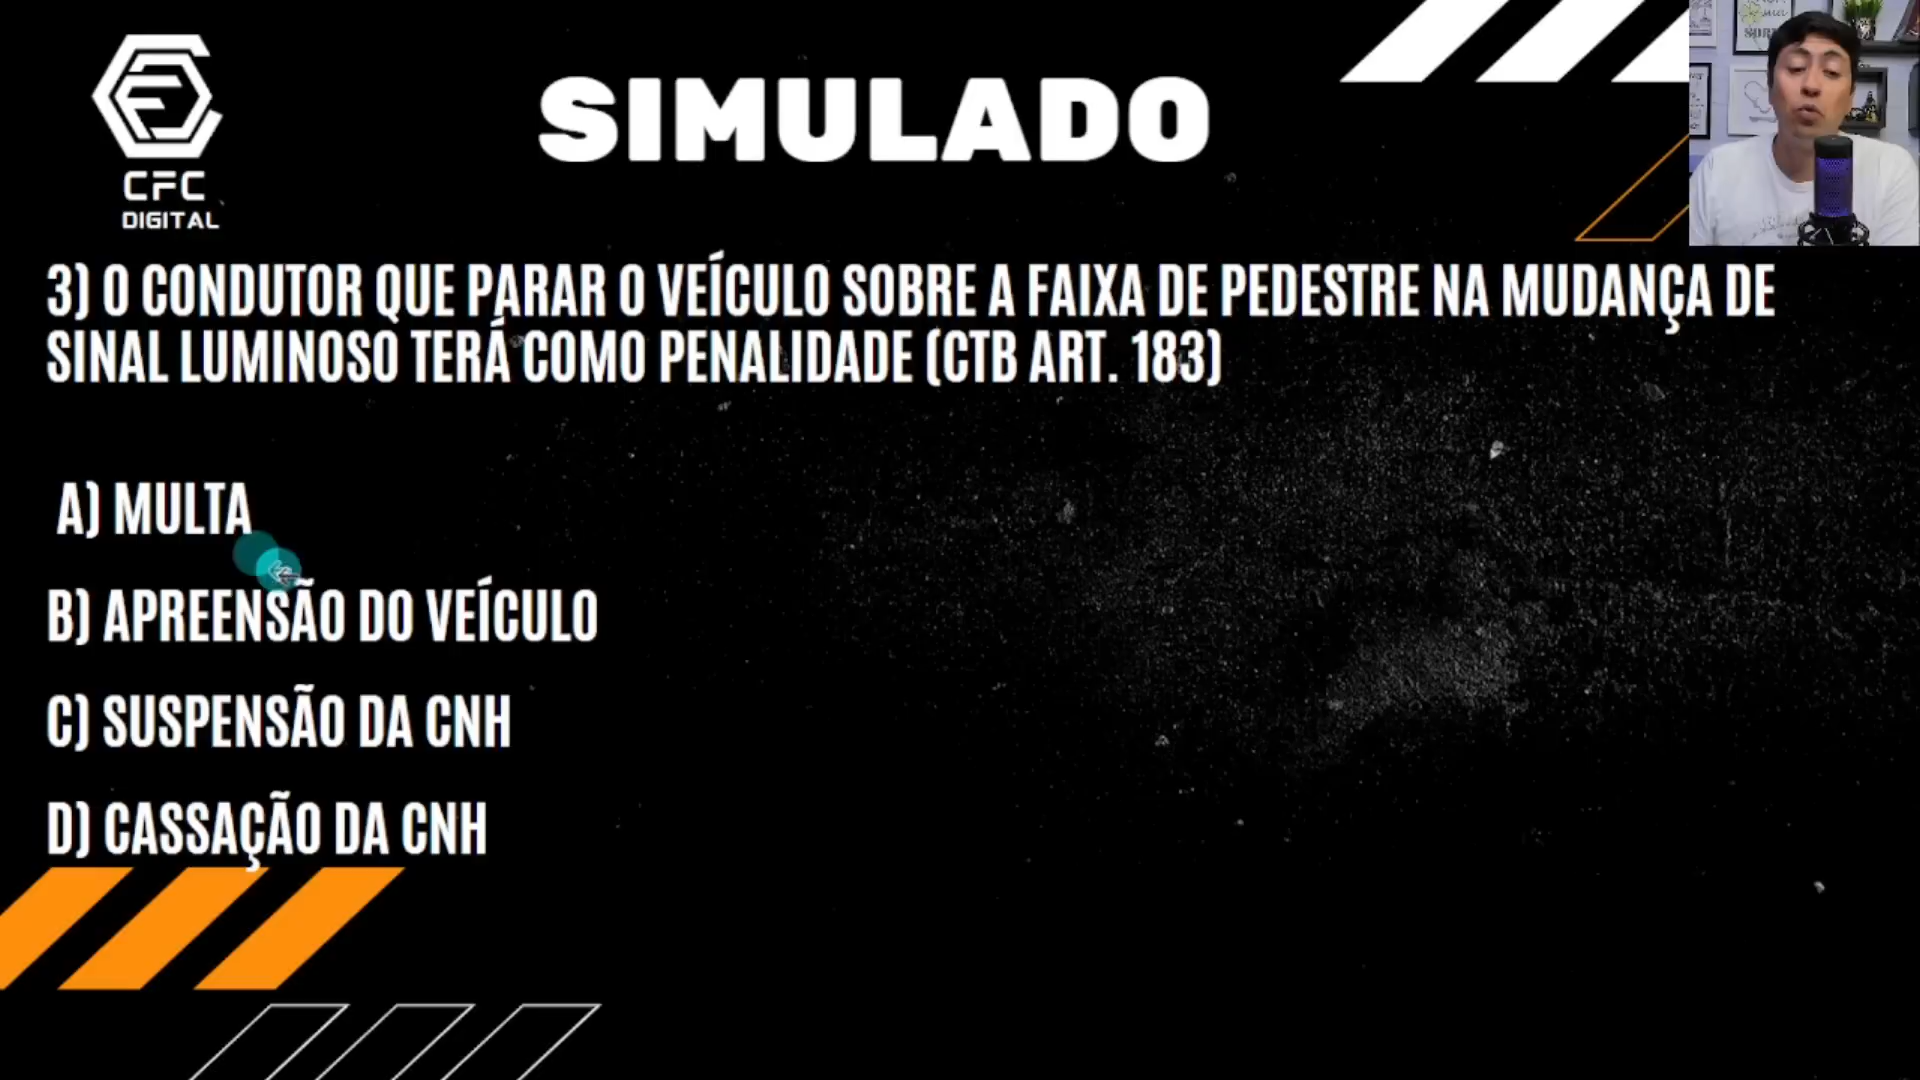 CFC
DIGITAL
SIMULADO
3) O CONDUTOR QUE PARAR O VEÍCULO SOBRE A FAIXA DE PEDESTRE NA MUDANÇA DE
SINAL LUMINOSO TERÁ COMO PENALIDADE (CTB ART. 183)
A) MULTA
B) APREENSÃO DO VEÍCULO
C) SUSPENSÃO DA CNH
D) CASSAÇÃO DA CNH